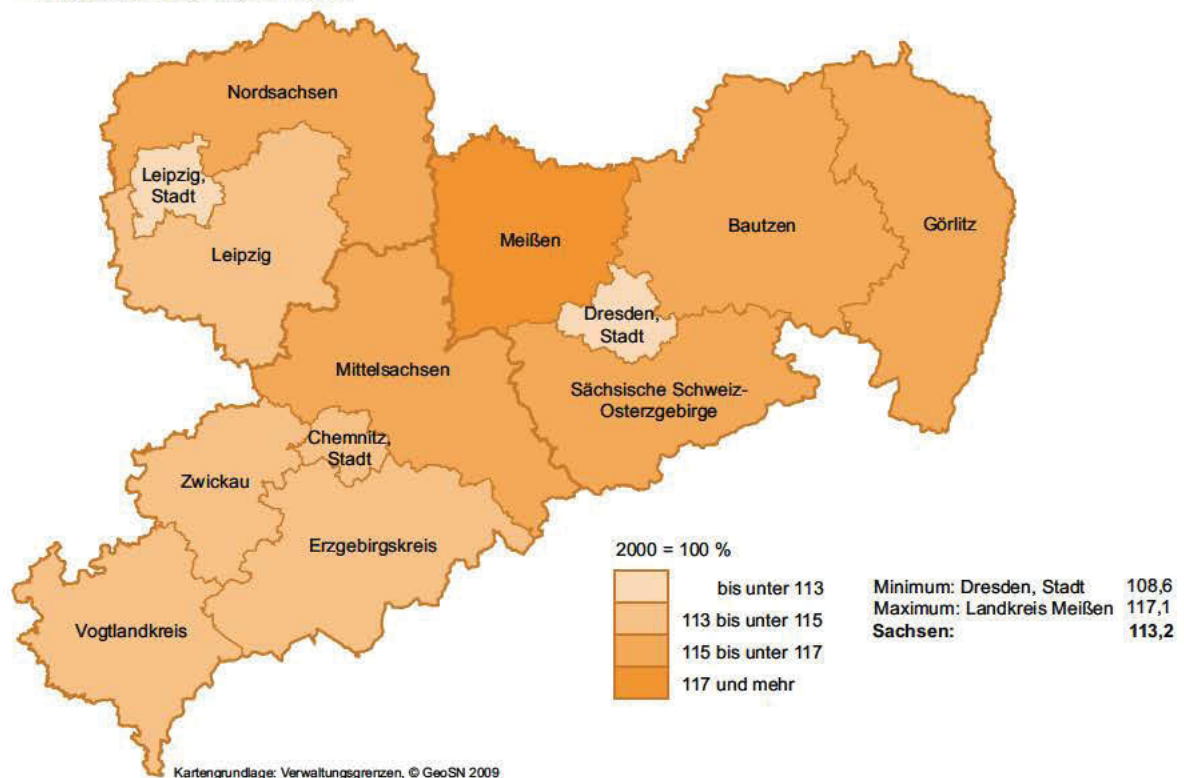 Nordsachsen
Leipzig,
Stadt
Leipzig
Meißen
Bautzen
Görlitz
Dresden,
Stadt
Mittelsachsen
Sächsische Schweiz-
Osterzgebirge
Chemnitz,
Stadt
Zwickau
Erzgebirgskreis
Vogtlandkreis
2000 = 100 %
bis unter 113
113 bis unter 115
115 bis unter 117
117 und mehr
Minimum: Dresden, Stadt 108,6
Maximum: Landkreis Meißen 117,1
Sachsen: 113,2
Kartengrundlage: Verwaltungsgrenzen, © GeoSN 2009